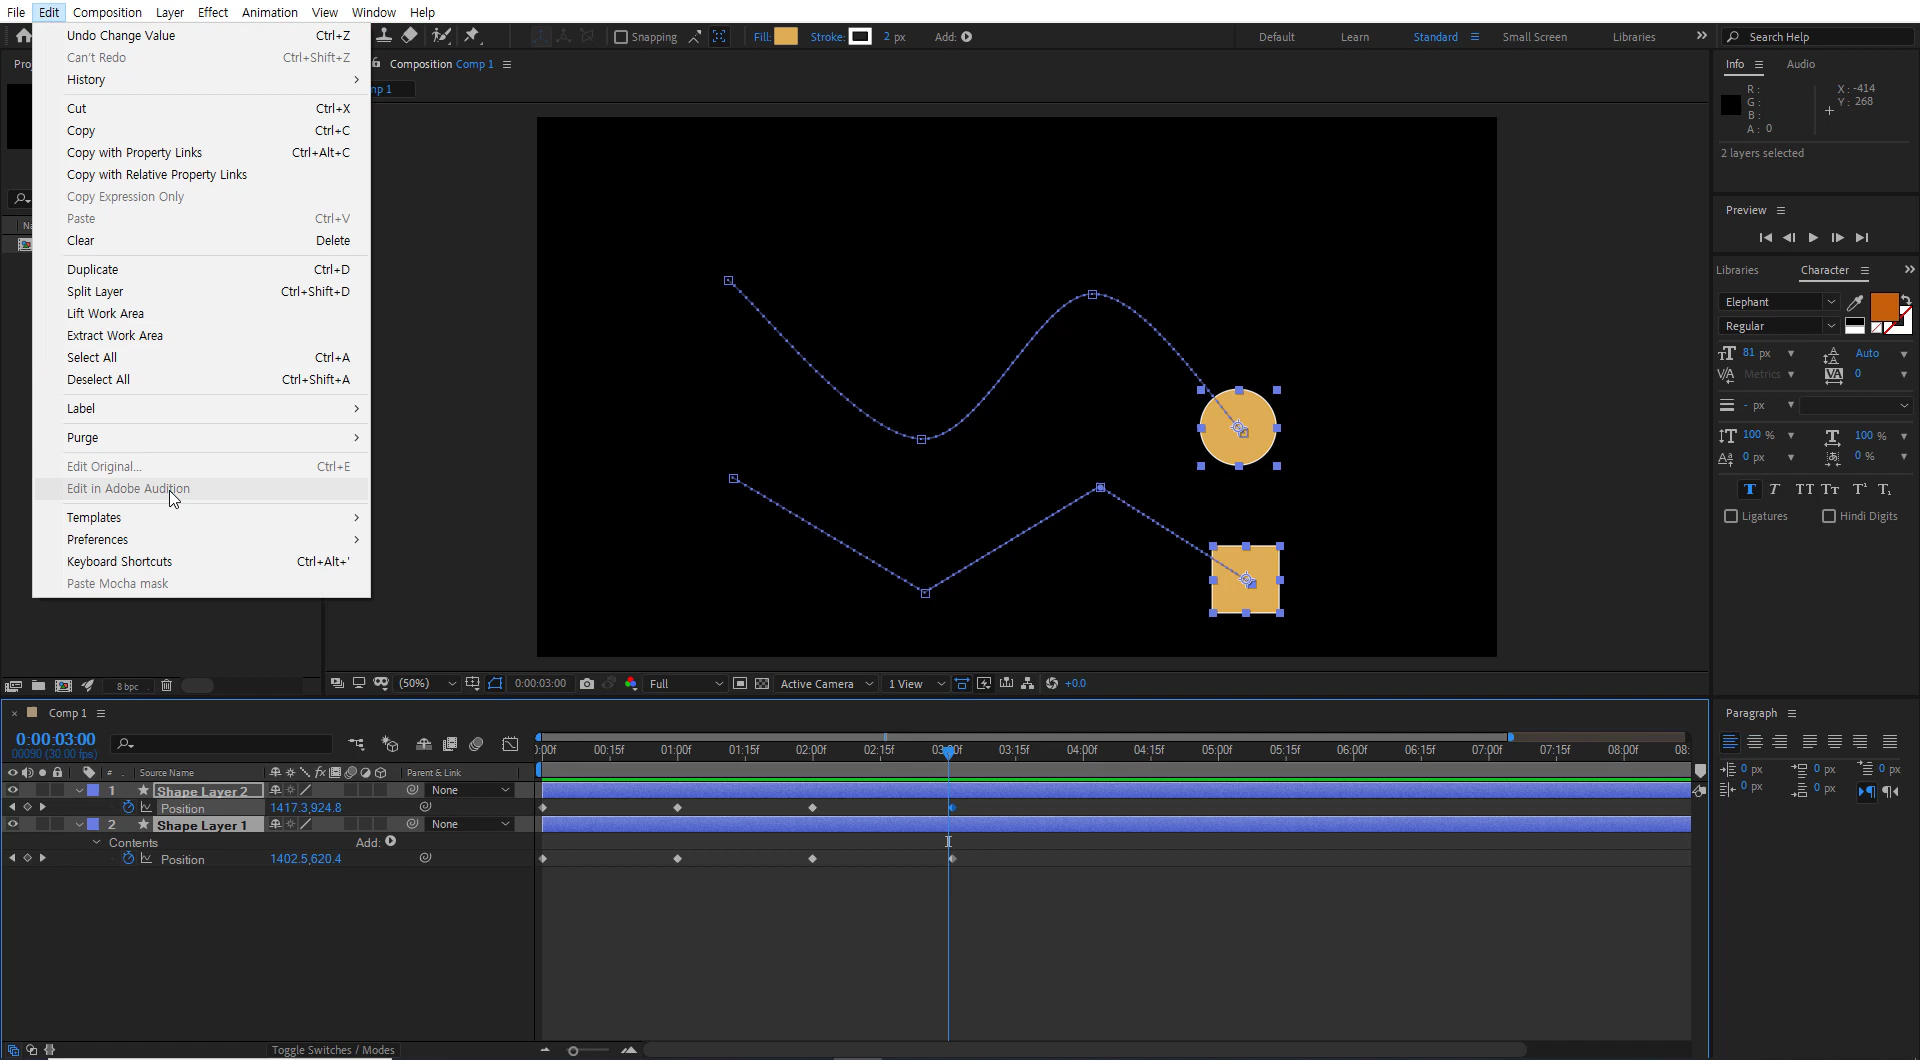 File Edit Composition Layer Effect Animation View Window Help
Snapping Fill: Stroke: 2 px Add: Default Learn Standard Small Screen Libraries Search Help
Undo Change Value Ctrl+Z
Can't Redo Ctrl+Shift+Z
History
Cut Ctrl+X
Copy Ctrl+C
Copy with Property Links Ctrl+Alt+C
Copy with Relative Property Links
Copy Expression Only
Paste Ctrl+V
Clear Delete
Duplicate Ctrl+D
Split Layer Ctrl+Shift+D
Lift Work Area
Extract Work Area
Select All Ctrl+A
Deselect All Ctrl+Shift+A
Label
Purge
Edit Original... Ctrl+E
Edit in Adobe Audition
Templates
Preferences
Keyboard Shortcuts Ctrl+Alt+'
Paste Mocha mask
Composition Comp 1
Info Audio
R: X: -414
G: Y: 268
B:
A: 0
2 layers selected
Preview
Libraries Character
Elephant
Regular
81 px Auto
Metrics 0
- px
100 % 100 %
0 px 0 %
T T TT Tт T¹ T₁
Ligatures Hindi Digits
8 bpc (50%) 0:00:03:00 Full Active Camera 1 View +0.0
Comp 1
0:00:03:00
00090 (30.00 fps)
:00f 00:15f 01:00f 01:15f 02:00f 02:15f 03:00f 03:15f 04:00f 04:15f 05:00f 05:15f 06:00f 06:15f 07:00f 07:15f 08:00f 08:
# Source Name fx Parent & Link
1 Shape Layer 2 None
Position 1417.3,924.8
2 Shape Layer 1 None
Contents Add:
Position 1402.5,620.4
Toggle Switches / Modes
Paragraph
0 px 0 px 0 px
0 px 0 px